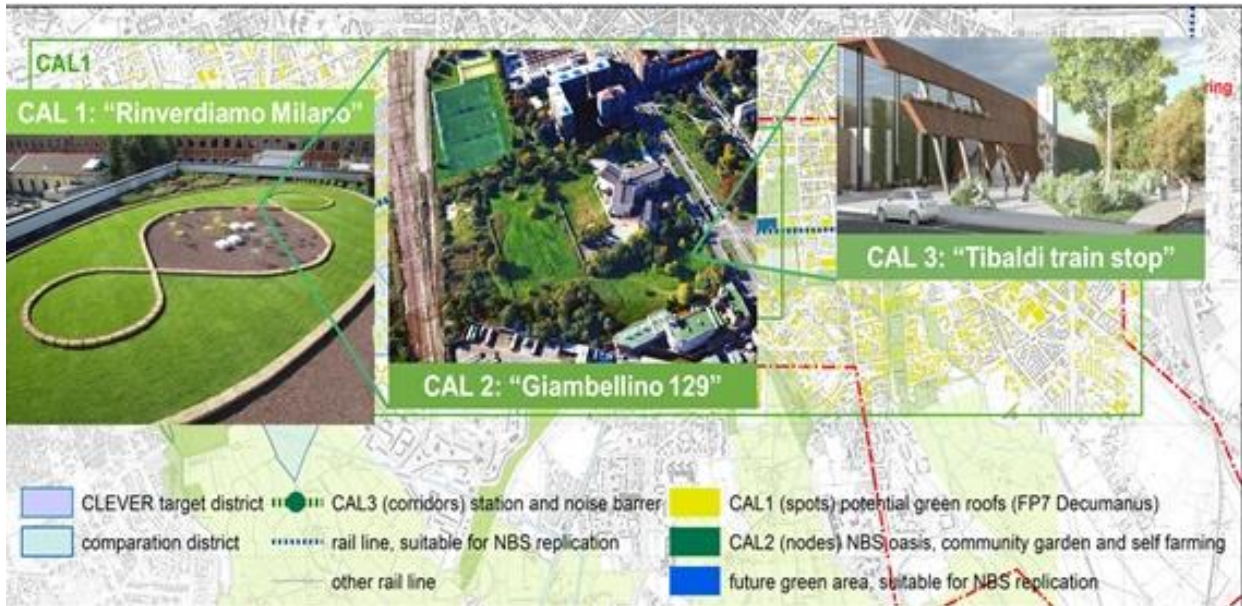 CAL1
CAL 1: “Rinverdiamo Milano”
CAL 2: “Giambellino 129”
CAL 3: “Tibaldi train stop”
ring
CLEVER target district
comparation district
CAL3 (corridors) station and noise barrer
rail line, suitable for NBS replication
other rail line
CAL1 (spots) potential green roofs (FP7 Decumanus)
CAL2 (nodes) NBS oasis, community garden and self farming
future green area, suitable for NBS replication